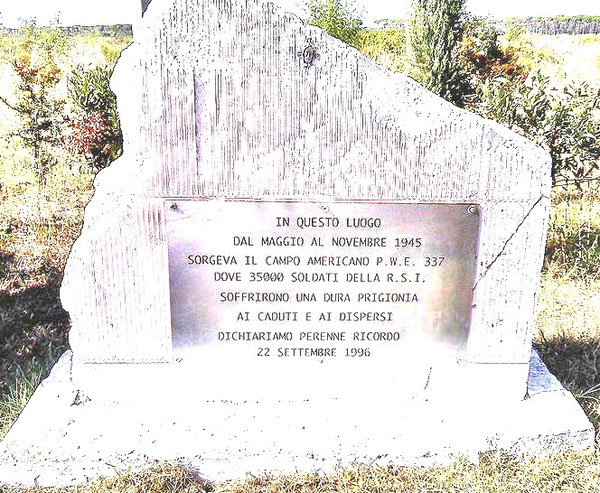 IN QUESTO LUOGO
DAL MAGGIO AL NOVEMBRE 1945
SORGEVA IL CAMPO AMERICANO P.W.E. 337
DOVE 35000 SOLDATI DELLA R.S.I.
SOFFRIRONO UNA DURA PRIGIONIA
AI CADUTI E AI DISPERSI
DICHIARIAMO PERENNE RICORDO
22 SETTEMBRE 1996